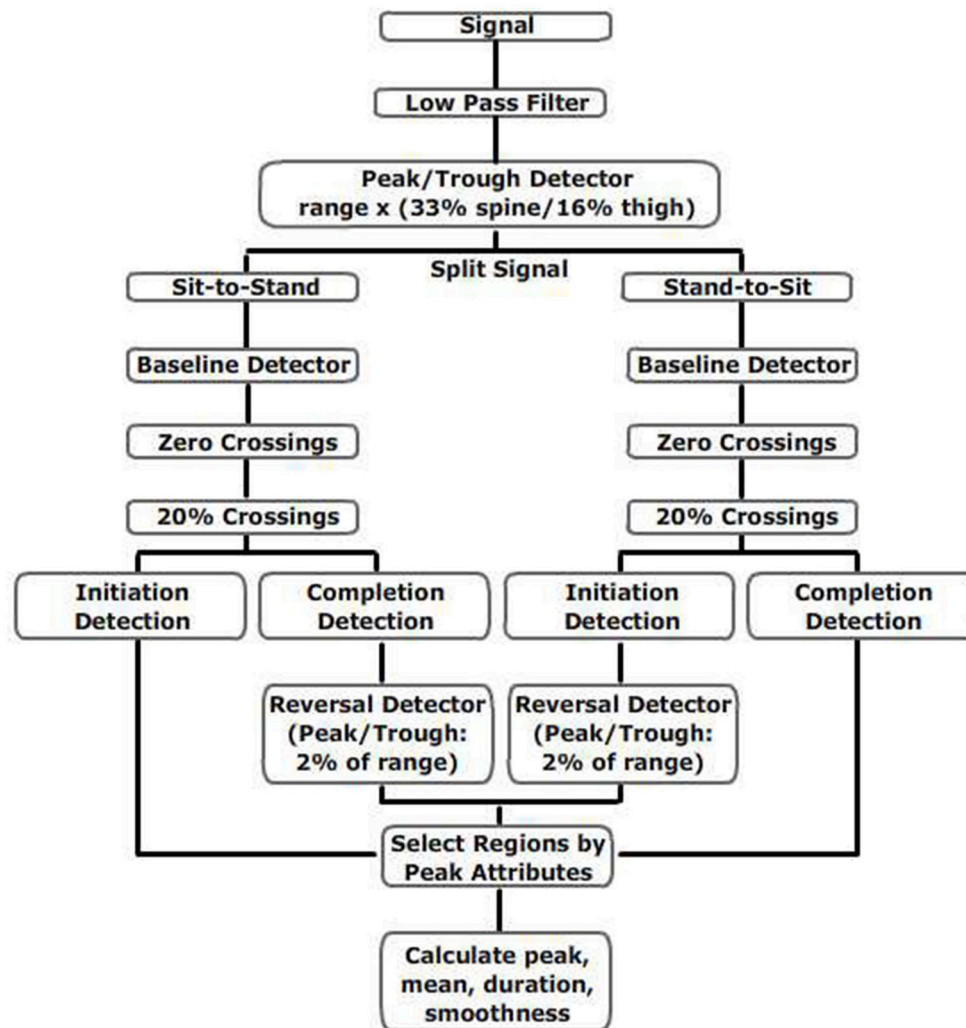 Signal
Low Pass Filter
Peak/Trough Detector
range x (33% spine/16% thigh)
Split Signal
Sit-to-Stand
Stand-to-Sit
Baseline Detector
Baseline Detector
Zero Crossings
Zero Crossings
20% Crossings
20% Crossings
Initiation
Detection
Completion
Detection
Initiation
Detection
Completion
Detection
Reversal Detector
(Peak/Trough:
2% of range)
Reversal Detector
(Peak/Trough:
2% of range)
Select Regions by
Peak Attributes
Calculate peak,
mean, duration,
smoothness